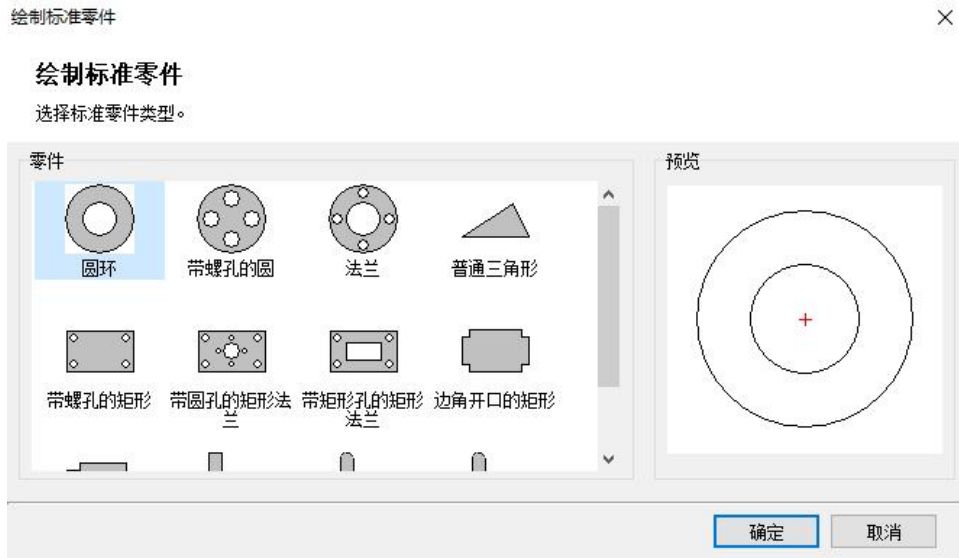 绘制标准零件
绘制标准零件
选择标准零件类型。
零件
预览
圆环
带螺孔的圆
法兰
普通三角形
带螺孔的矩形
带圆孔的矩形法
兰
带矩形孔的矩形
法兰
边角开口的矩形
确定
取消